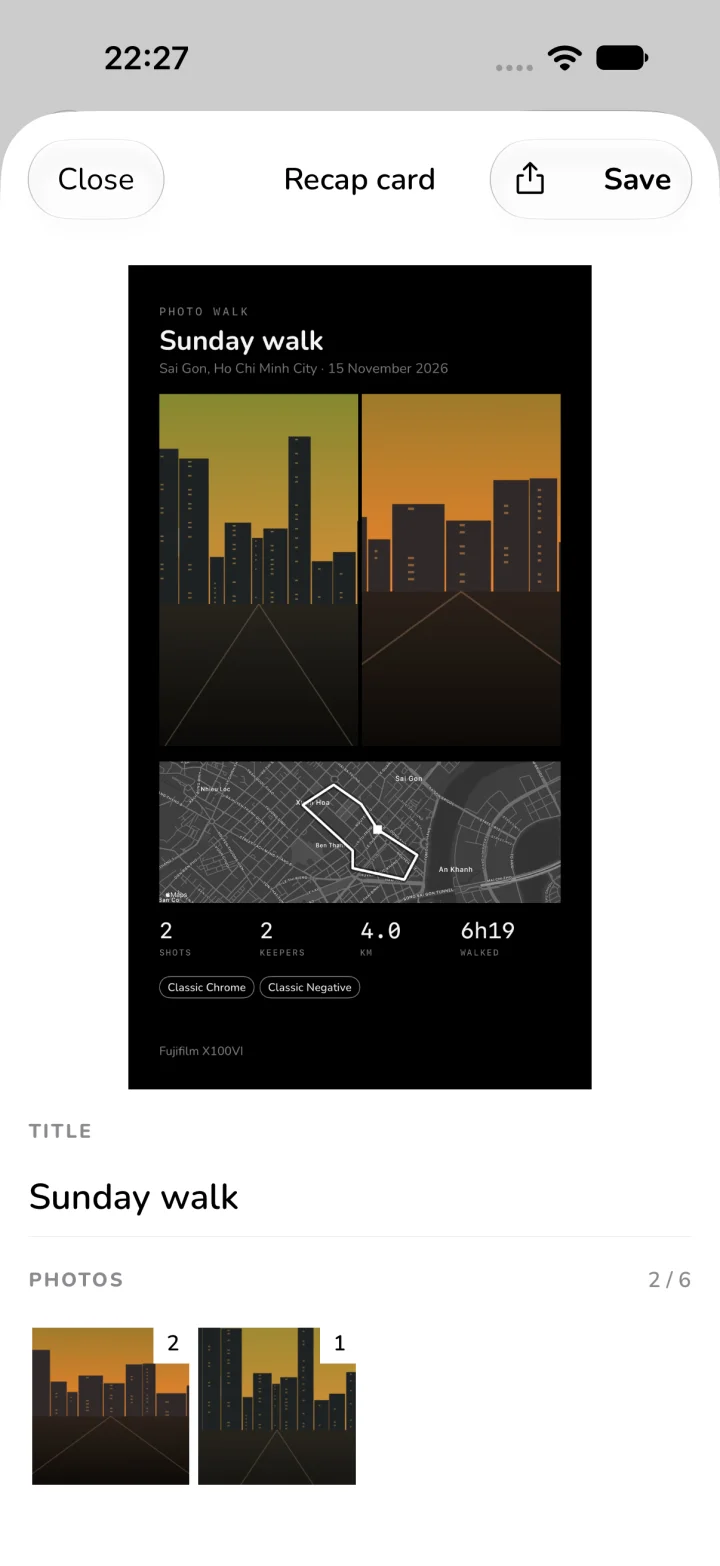 22:27
Close
Recap card
Save
PHOTO WALK
Sunday walk
Sai Gon, Ho Chi Minh City · 15 November 2026
Sai Gon
Nhieu Loc
Hoa
Ben Than
An Khanh
Maps
2
SHOTS
2
KEEPERS
4.0
KM
6h19
WALKED
Classic Chrome
Classic Negative
Fujifilm X100VI
TITLE
Sunday walk
PHOTOS
2 / 6
2
1